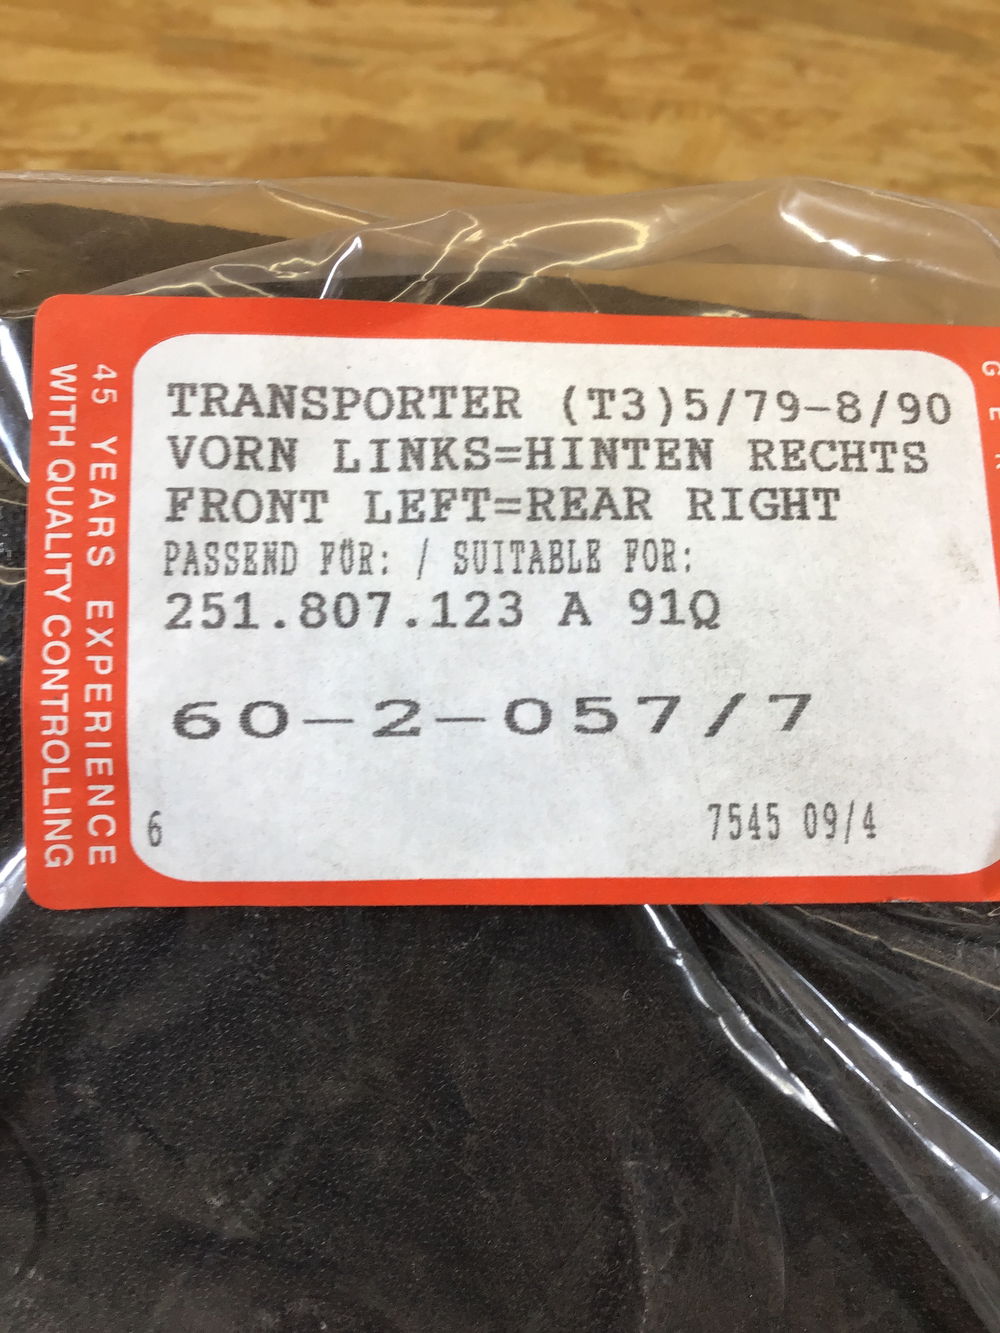 TRANSPORTER (T3)5/79-8/90
VORN LINKS=HINTEN RECHTS
FRONT LEFT=REAR RIGHT
PASSEND FÜR: / SUITABLE FOR:
251.807.123 A 91Q
60-2-057/7
6 7545 09/4
45 YEARS EXPERIENCE
WITH QUALITY CONTROLLING